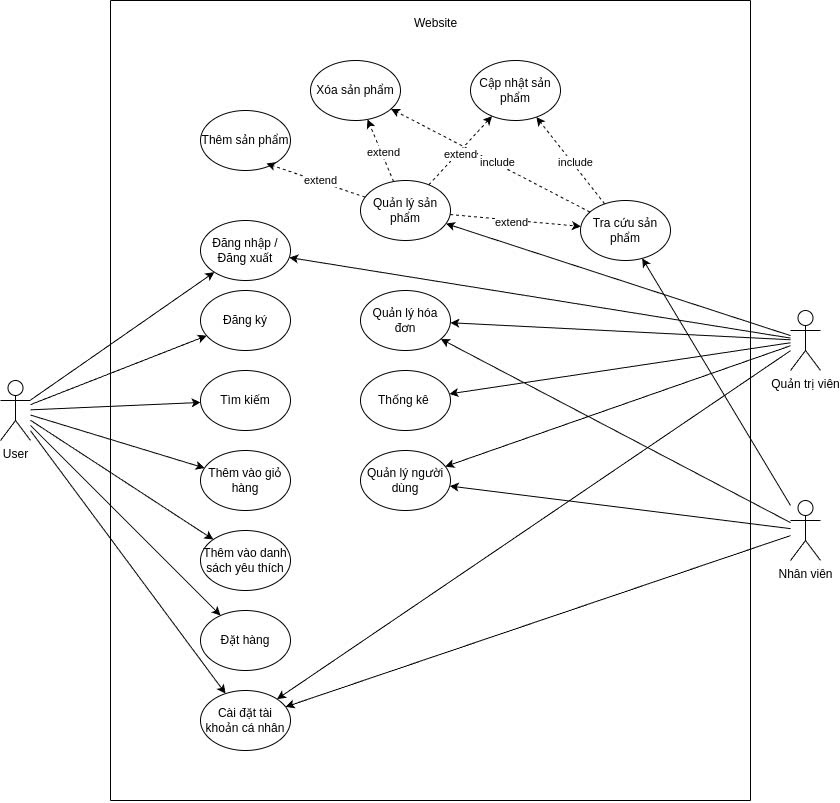 Website
Xóa sản phẩm
Cập nhật sản
phẩm
Thêm sản phẩm
extend
extend
include
include
extend
Quản lý sản
phẩm
extend
Tra cứu sản
phẩm
Đăng nhập /
Đăng xuất
Đăng ký
Quản lý hóa
đơn
Quản trị viên
Tìm kiếm
Thống kê
User
Thêm vào giỏ
hàng
Quản lý người
dùng
Thêm vào danh
sách yêu thích
Nhân viên
Đặt hàng
Cài đặt tài
khoản cá nhân